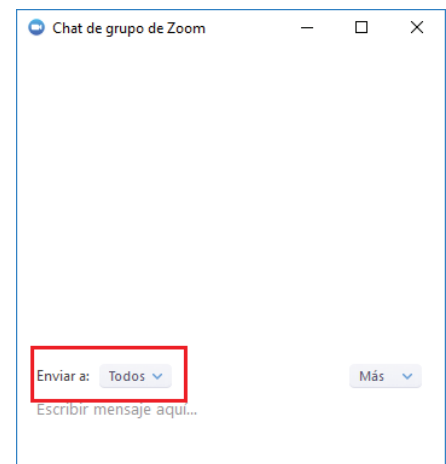 Chat de grupo de Zoom
Enviar a: Todos Más
Escribir mensaje aquí...